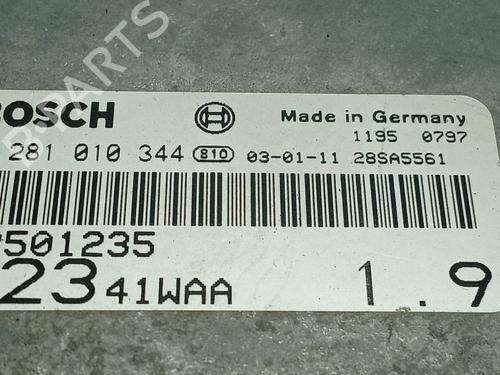 BOSCH
Made in Germany
1195 0797
281 010 344 810 03-01-11 28SA5561
501235
23 41WAA 1.9